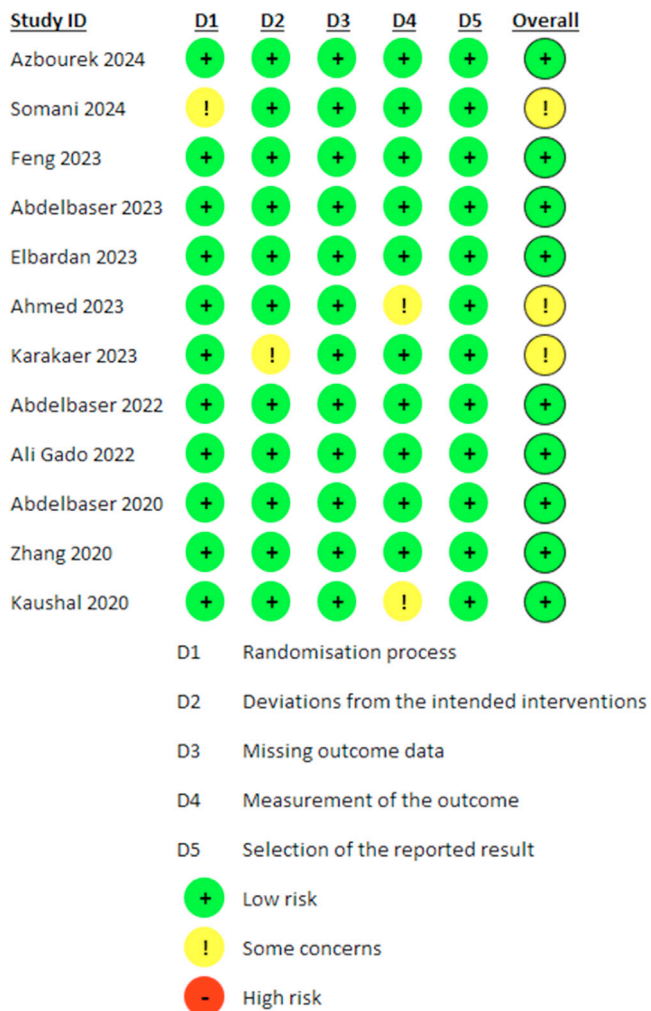 Study ID D1 D2 D3 D4 D5 Overall
Azbourek 2024 + + + + + +
Somani 2024 ! + + + + !
Feng 2023 + + + + + +
Abdelbaser 2023 + + + + + +
Elbardan 2023 + + + + + +
Ahmed 2023 + + + ! + !
Karakaer 2023 + ! + + + !
Abdelbaser 2022 + + + + + +
Ali Gado 2022 + + + + + +
Abdelbaser 2020 + + + + + +
Zhang 2020 + + + + + +
Kaushal 2020 + + + ! + +
D1 Randomisation process
D2 Deviations from the intended interventions
D3 Missing outcome data
D4 Measurement of the outcome
D5 Selection of the reported result
+ Low risk
! Some concerns
- High risk